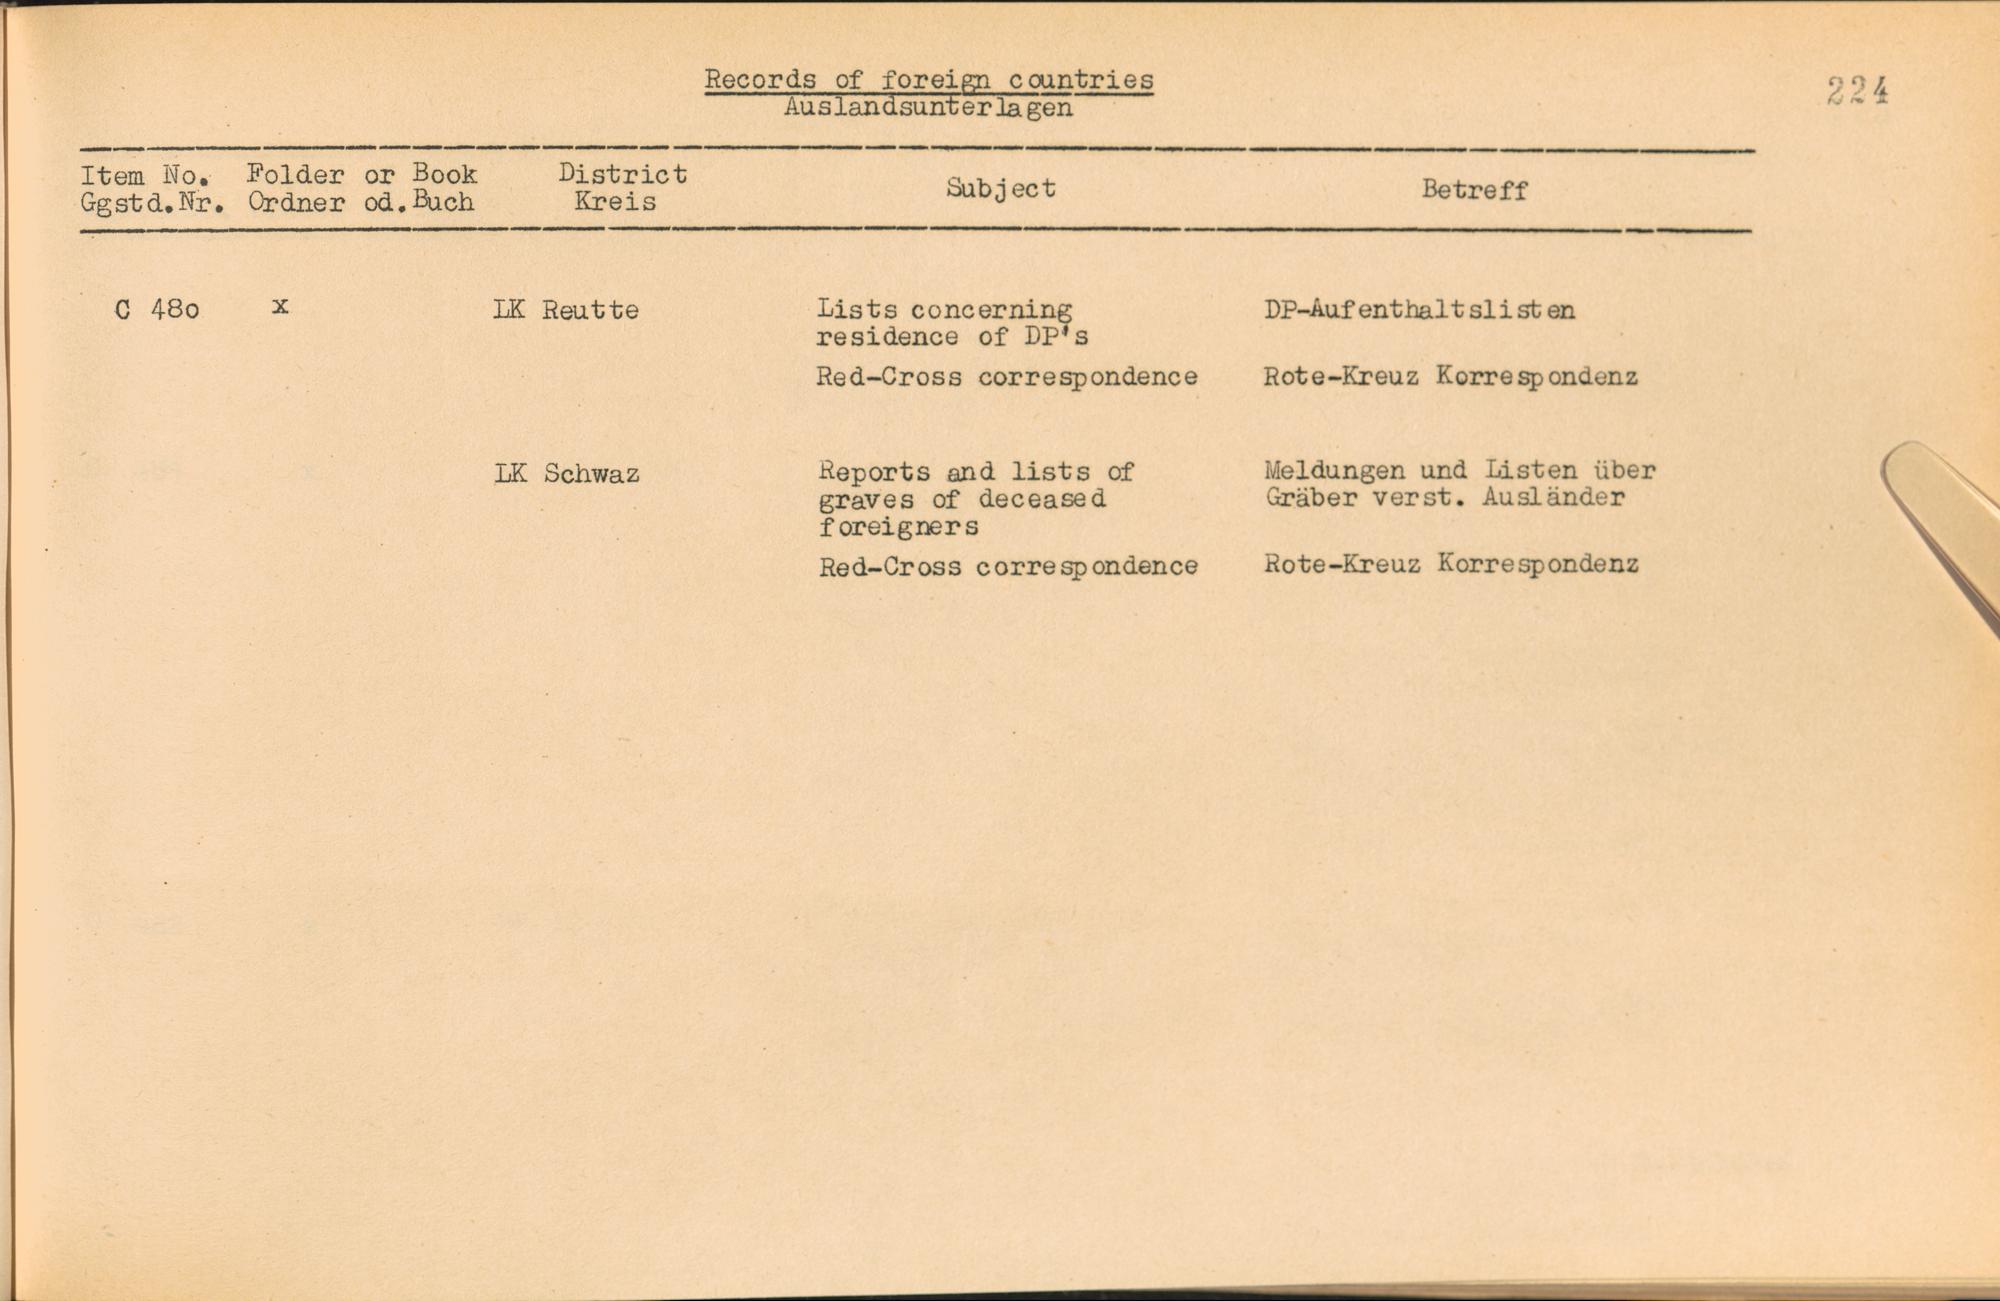 Records of foreign countries
Auslandsunterlagen
224
Item No. Folder or Book District Subject Betreff
Ggstd.Nr. Ordner od.Buch Kreis
C 48o x LK Reutte Lists concerning DP-Aufenthaltslisten
residence of DP's
Red-Cross correspondence Rote-Kreuz Korrespondenz
LK Schwaz Reports and lists of Meldungen und Listen über
graves of deceased Gräber verst. Ausländer
foreigners
Red-Cross correspondence Rote-Kreuz Korrespondenz